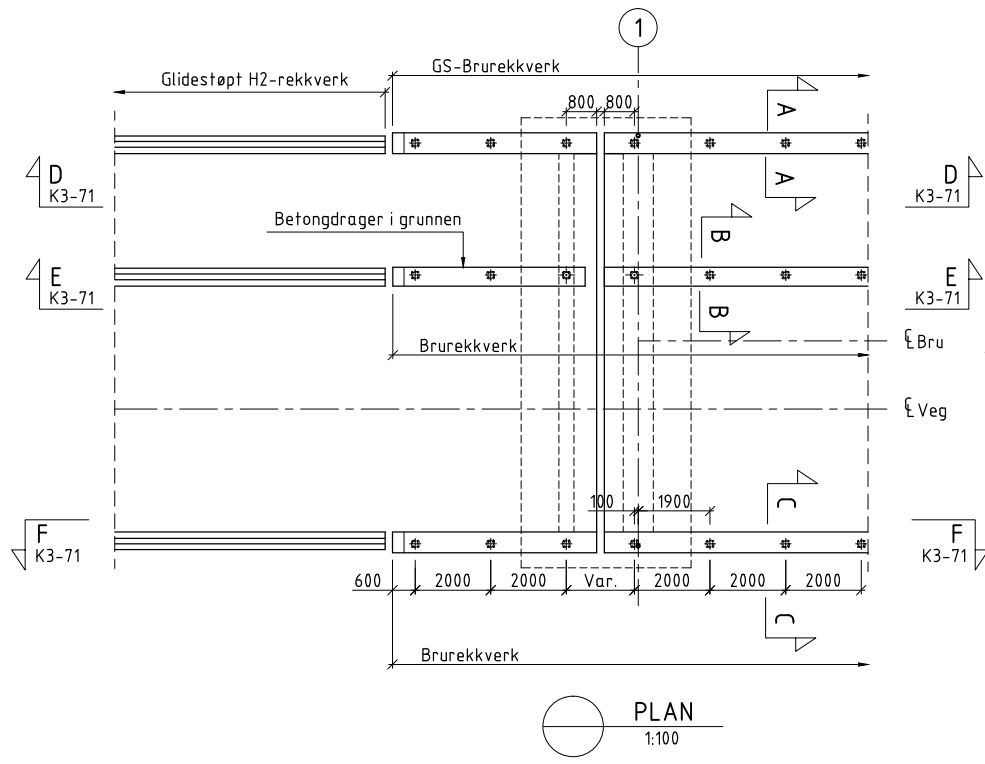 1
Glidestøpt H2-rekkverk
GS-Brurekkverk
800
800
A
A
D
K3-71
D
K3-71
Betongdrager i grunnen
B
B
E
K3-71
E
K3-71
Brurekkverk
℄ Bru
℄ Veg
100
1900
C
F
K3-71
F
K3-71
600
2000
2000
Var.
2000
2000
2000
C
Brurekkverk
PLAN
1:100